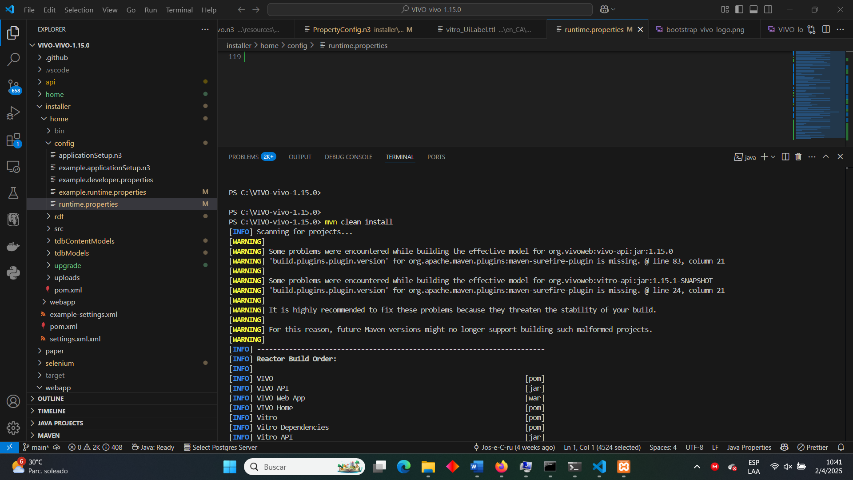 File Edit Selection View Go Run Terminal Help
VIVO vivo 1.15.0
EXPLORER
VIVO-VIVO-1.15.0
.github
.vscode
api
home
installer
home
bin
config
applicationSetup.n3
example.applicationSetup.n3
example.developer.properties
example.runtime.properties M
runtime.properties M
rdf
src
tdbContentModels
tdbModels
upgrade
uploads
pom.xml
webapp
example-settings.xml
pom.xml
settings.xml.xml
paper
selenium
target
webapp
OUTLINE
TIMELINE
JAVA PROJECTS
MAVEN
vo.n3 ...\resources\...
PropertyConfig.n3 installer\... M
vitro_UiLabel.ttl ...\en_CA\...
runtime.properties M
bootstrap vivo logo.png
VIVO_lo
installer > home > config > runtime.properties
119
PROBLEMS 2K+ OUTPUT DEBUG CONSOLE TERMINAL PORTS
java
PS C:\VIVO-vivo-1.15.0>
PS C:\VIVO-vivo-1.15.0>
PS C:\VIVO-vivo-1.15.0> mvn clean install
[INFO] Scanning for projects...
[WARNING]
[WARNING] Some problems were encountered while building the effective model for org.vivoweb:vivo-api:jar:1.15.0
[WARNING] 'build.plugins.plugin.version' for org.apache.maven.plugins:maven-surefire-plugin is missing. @ line 83, column 21
[WARNING]
[WARNING] Some problems were encountered while building the effective model for org.vivoweb:vitro-api:jar:1.15.1-SNAPSHOT
[WARNING] 'build.plugins.plugin.version' for org.apache.maven.plugins:maven-surefire-plugin is missing. @ line 24, column 21
[WARNING]
[WARNING] It is highly recommended to fix these problems because they threaten the stability of your build.
[WARNING]
[WARNING] For this reason, future Maven versions might no longer support building such malformed projects.
[WARNING]
[INFO] ------------------------------------------------------------------------
[INFO] Reactor Build Order:
[INFO]
[INFO] VIVO [pom]
[INFO] VIVO API [jar]
[INFO] VIVO Web App [war]
[INFO] VIVO Home [pom]
[INFO] Vitro [pom]
[INFO] Vitro Dependencies [pom]
[INFO] Vitro API [jar]
main* 0 2K 408 Java: Ready Select Postgres Server Jos-e-C-ru (4 weeks ago) Ln 1, Col 1 (4524 selected) Spaces: 4 UTF-8 LF Java Properties Prettier
30°C
Parc. soleado
Buscar
ESP
LAA
10:41
2/4/2025